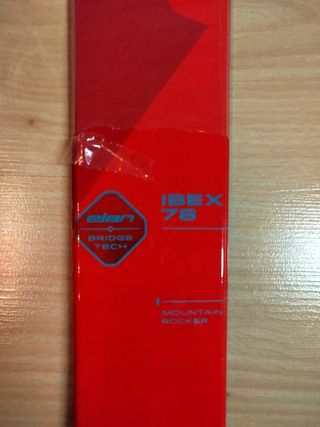 elan
BRIDGE
TECH
IBEX
78
MOUNTAIN
ROCKER